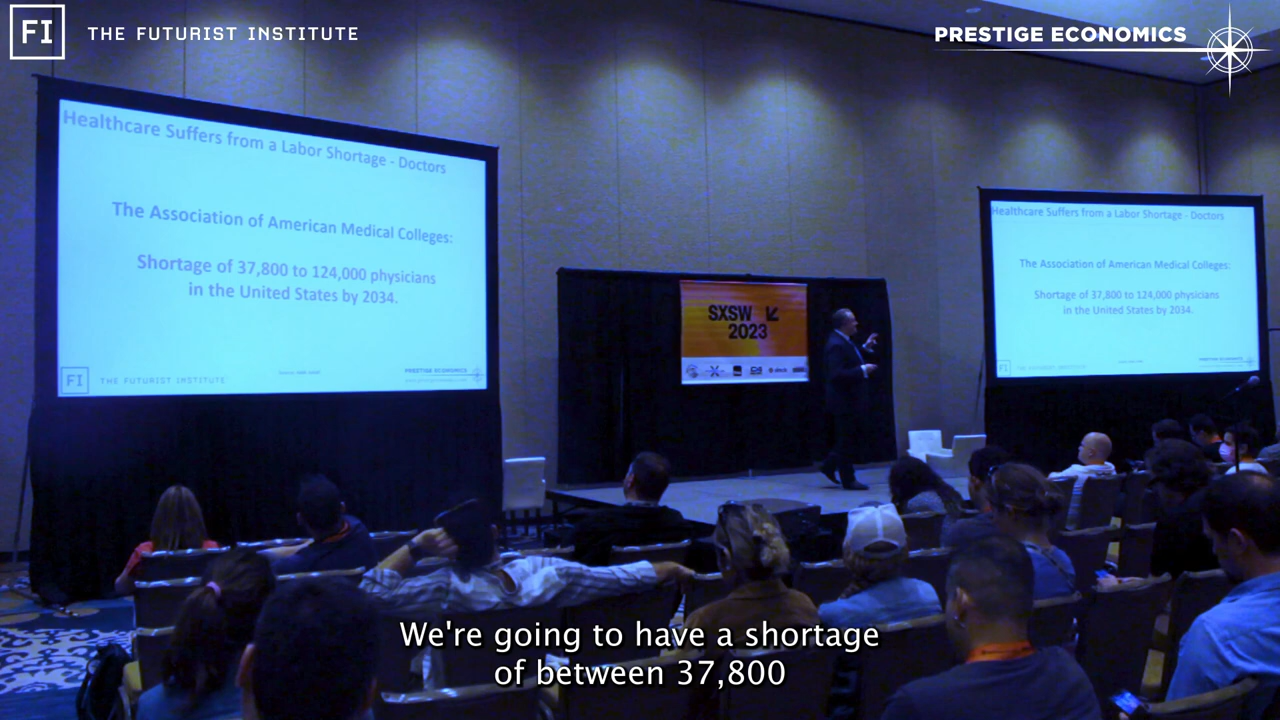 FI THE FUTURIST INSTITUTE
PRESTIGE ECONOMICS
Healthcare Suffers from a Labor Shortage - Doctors
The Association of American Medical Colleges:
Shortage of 37,800 to 124,000 physicians
in the United States by 2034.
FI THE FUTURIST INSTITUTE
PRESTIGE ECONOMICS
SXSW
2023
Healthcare Suffers from a Labor Shortage - Doctors
The Association of American Medical Colleges:
Shortage of 37,800 to 124,000 physicians
in the United States by 2034.
We're going to have a shortage
of between 37,800